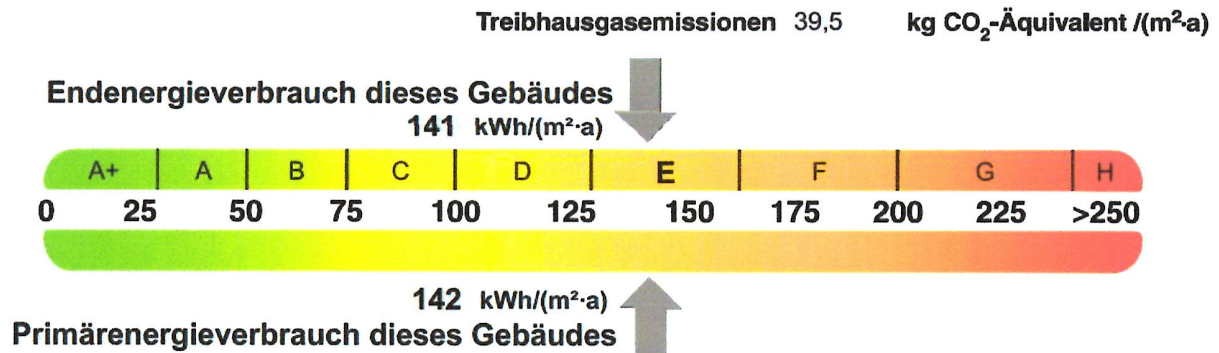 Treibhausgasemissionen 39,5 kg CO₂-Äquivalent /(m²·a)
Endenergieverbrauch dieses Gebäudes
141 kWh/(m²·a)
A+ A B C D E F G H
0 25 50 75 100 125 150 175 200 225 >250
142 kWh/(m²·a)
Primärenergieverbrauch dieses Gebäudes